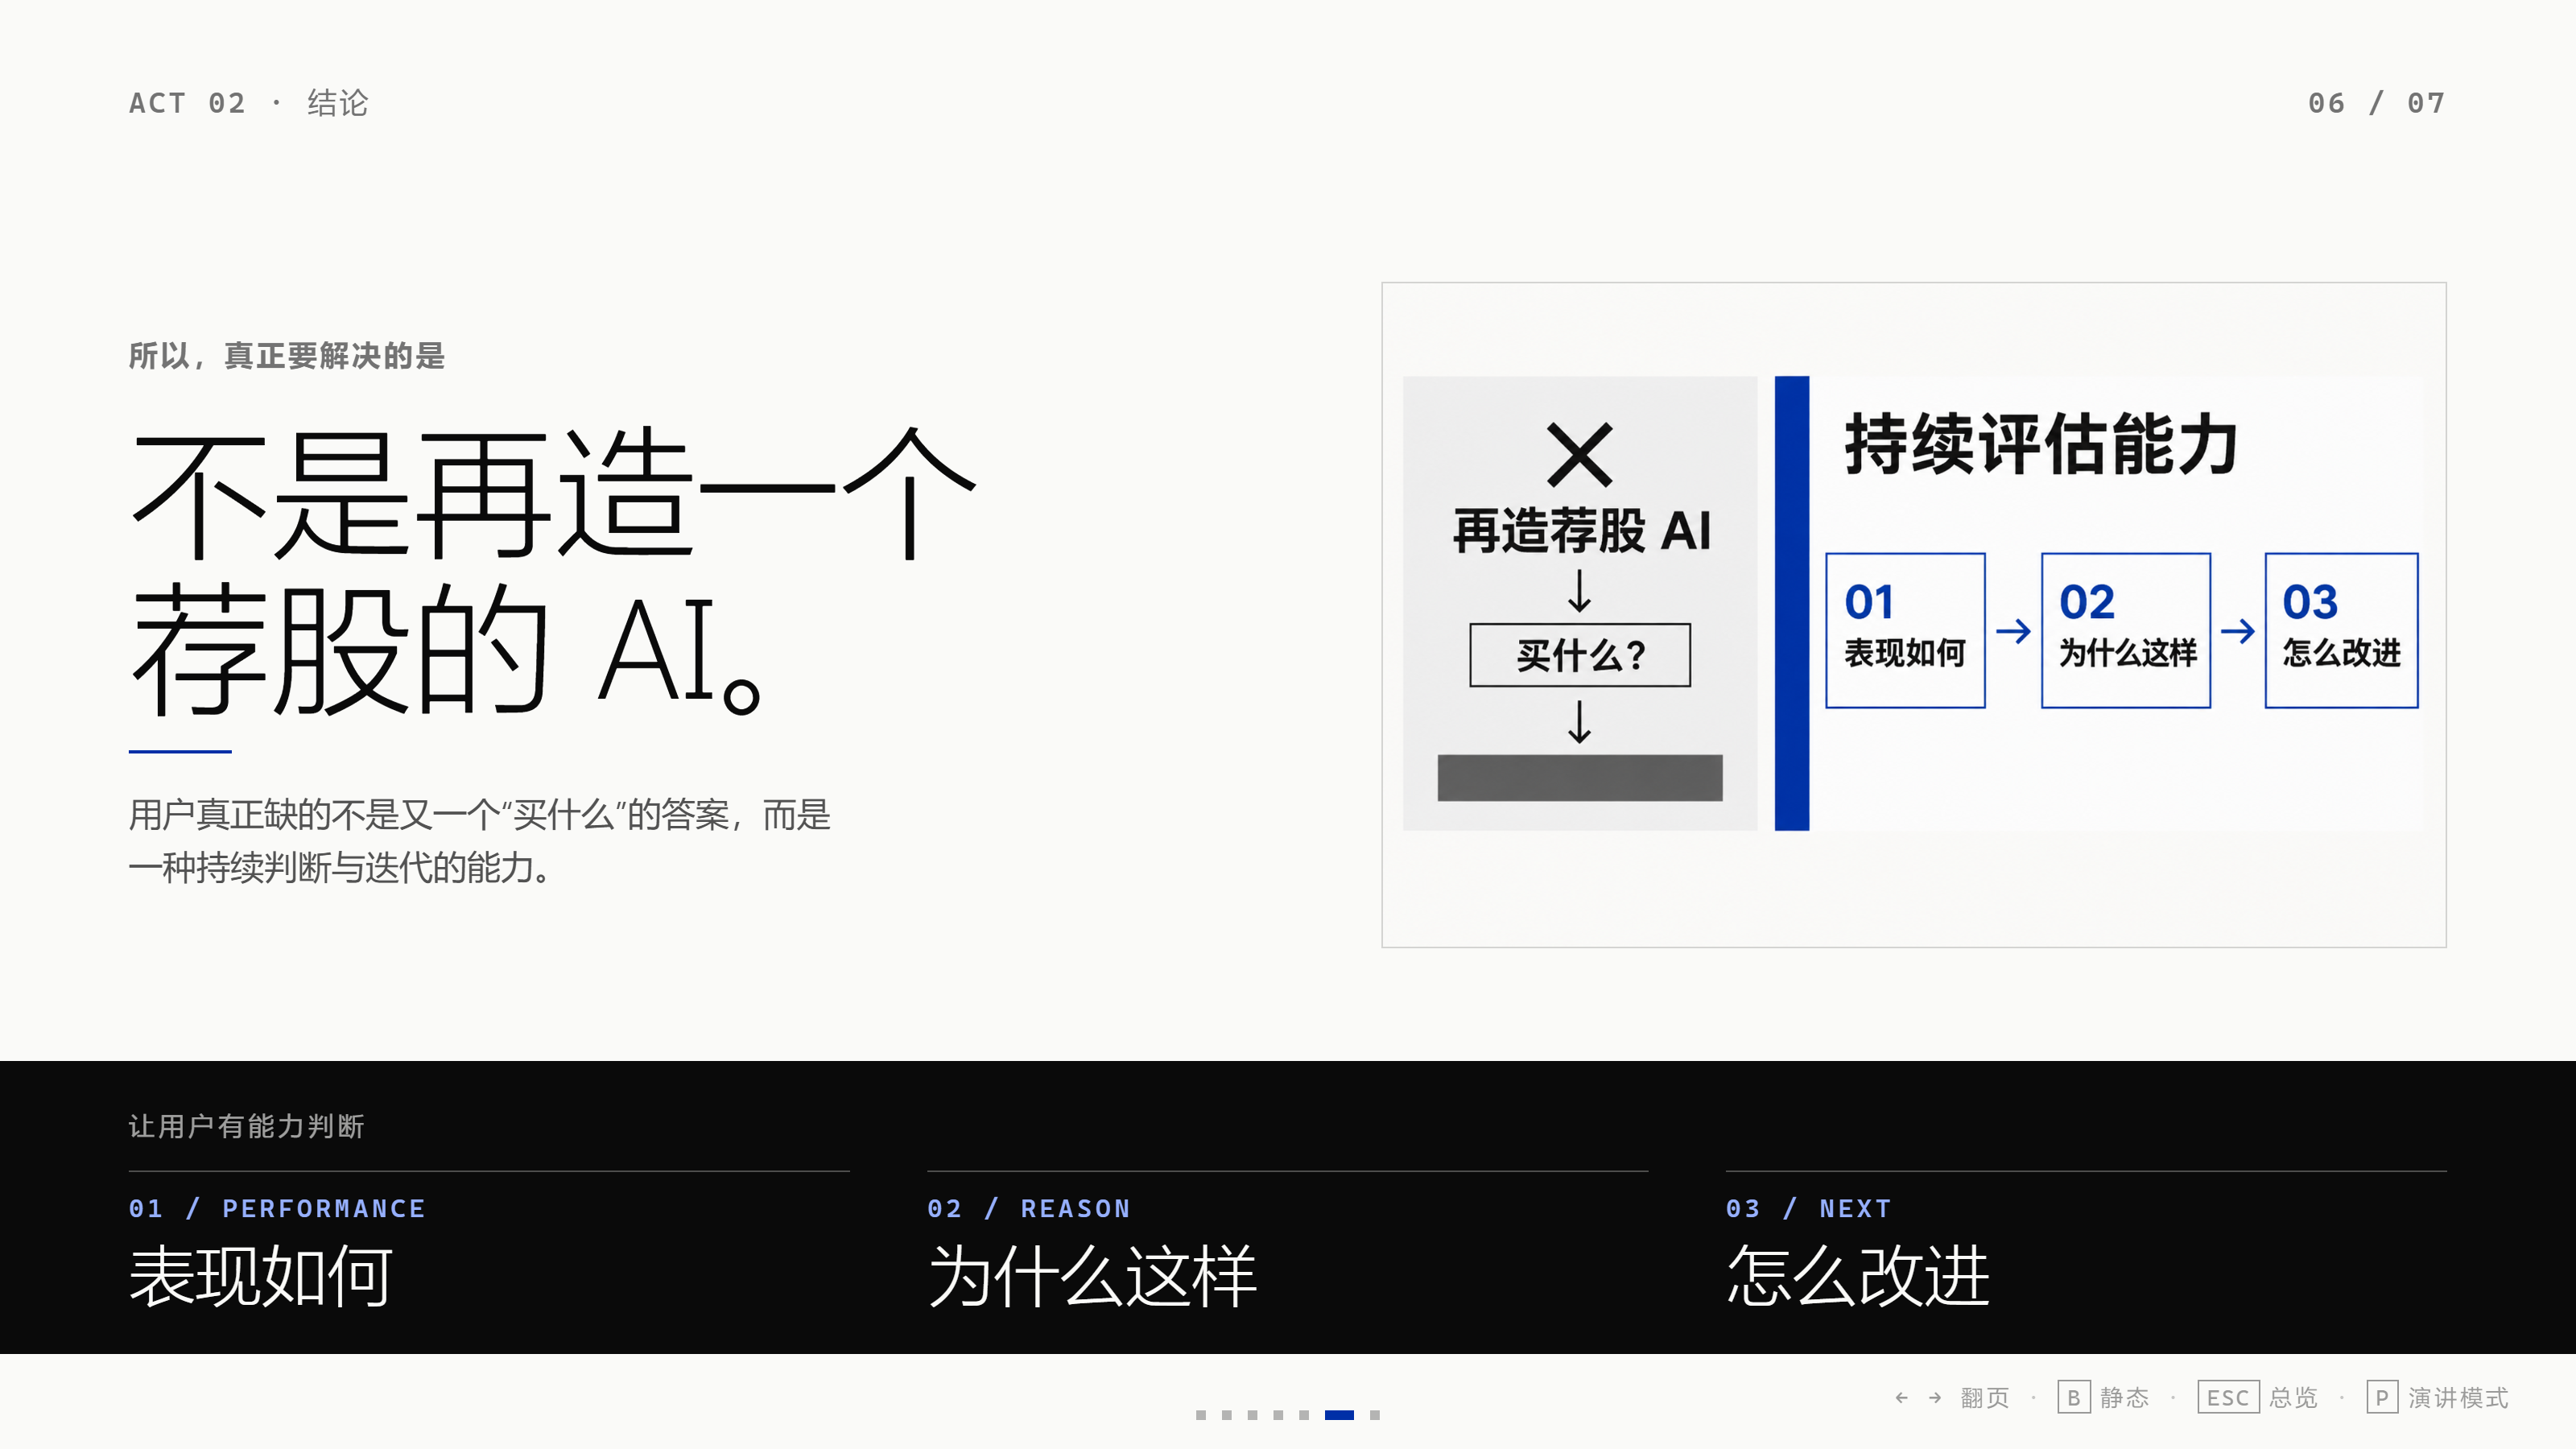 ACT 02 · 结论
06 / 07
所以，真正要解决的是
不是再造一个
荐股的 AI。
用户真正缺的不是又一个“买什么”的答案，而是
一种持续判断与迭代的能力。
再造荐股 AI
买什么？
持续评估能力
01
表现如何
02
为什么这样
03
怎么改进
让用户有能力判断
01 / PERFORMANCE
表现如何
02 / REASON
为什么这样
03 / NEXT
怎么改进
← → 翻页 · B 静态 · ESC 总览 · P 演讲模式